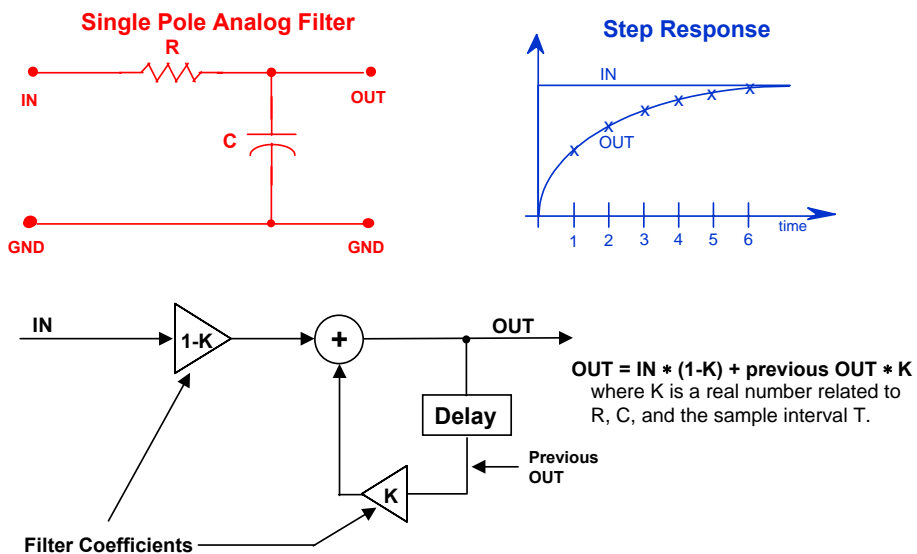 Single Pole Analog Filter
R
IN
OUT
C
GND
GND
Step Response
IN
OUT
x x x x x x
1 2 3 4 5 6
time
IN
1-K
+
OUT
Delay
Previous
OUT
K
Filter Coefficients
OUT = IN * (1-K) + previous OUT * K
where K is a real number related to
R, C, and the sample interval T.